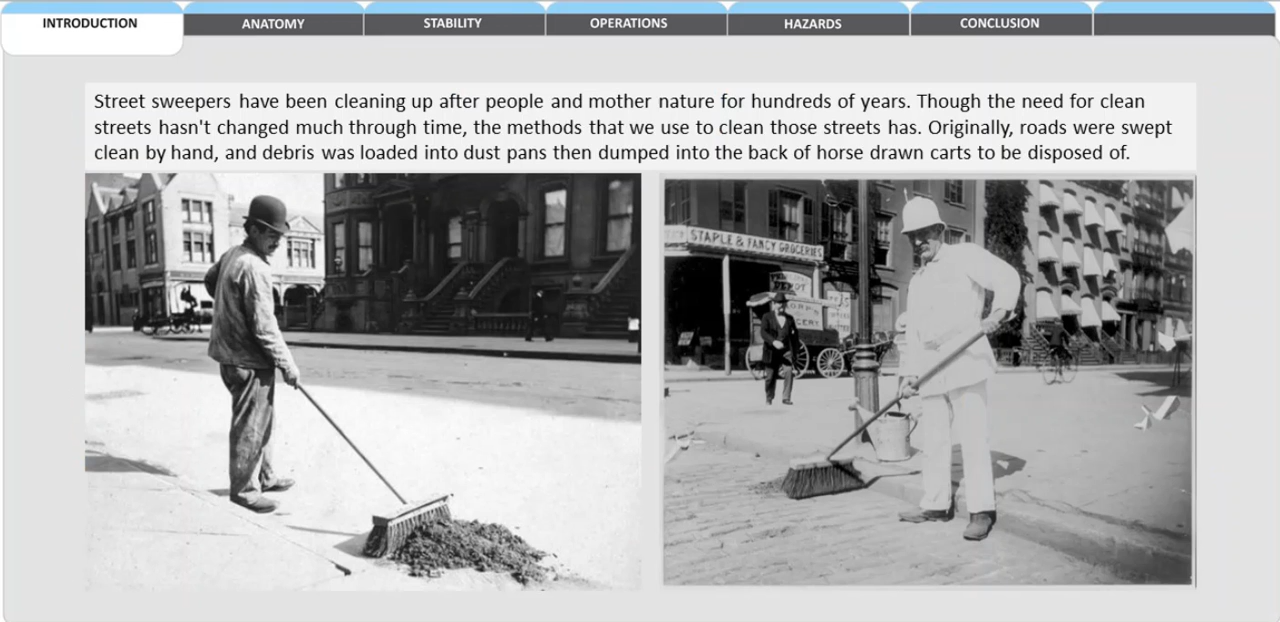 INTRODUCTION
ANATOMY
STABILITY
OPERATIONS
HAZARDS
CONCLUSION
Street sweepers have been cleaning up after people and mother nature for hundreds of years. Though the need for clean
streets hasn't changed much through time, the methods that we use to clean those streets has. Originally, roads were swept
clean by hand, and debris was loaded into dust pans then dumped into the back of horse drawn carts to be disposed of.
STAPLE & FANCY GROCERIES